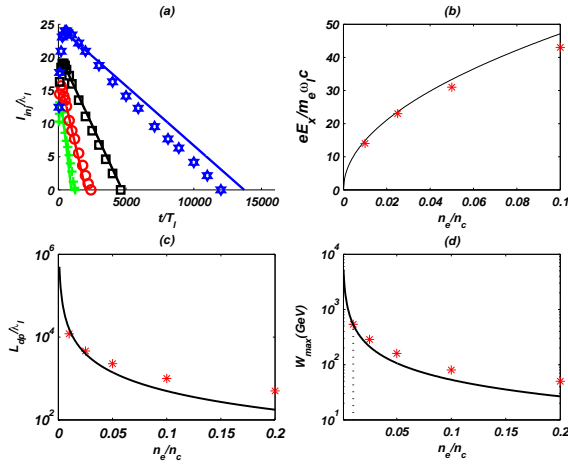 (a)
25
20
15
10
5
0
l_inj/λ_l
0 5000 10000 15000
t/T_l
(b)
50
40
30
20
10
0
eE_x/m_e ω_l c
0 0.02 0.04 0.06 0.08 0.1
n_e/n_c
(c)
10^6
10^4
10^2
L_dp/λ_l
0 0.05 0.1 0.15 0.2
n_e/n_c
(d)
10^4
10^3
10^2
10^1
W_max(GeV)
0.05 0.1 0.15 0.2
n_e/n_c